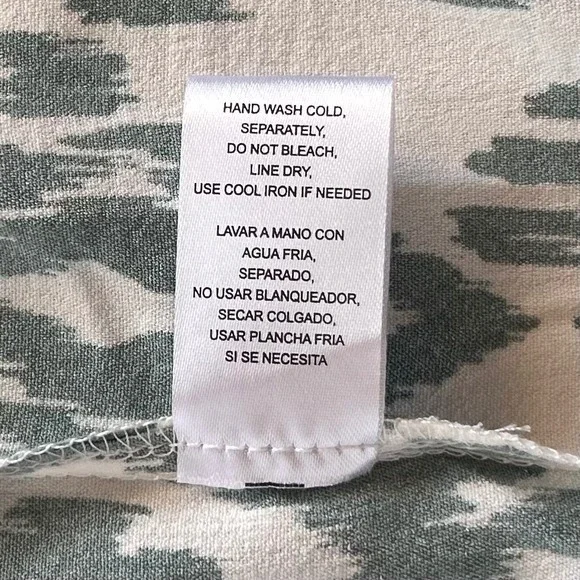 HAND WASH COLD,
SEPARATELY,
DO NOT BLEACH,
LINE DRY,
USE COOL IRON IF NEEDED
LAVAR A MANO CON
AGUA FRIA,
SEPARADO,
NO USAR BLANQUEADOR,
SECAR COLGADO,
USAR PLANCHA FRIA
SI SE NECESITA